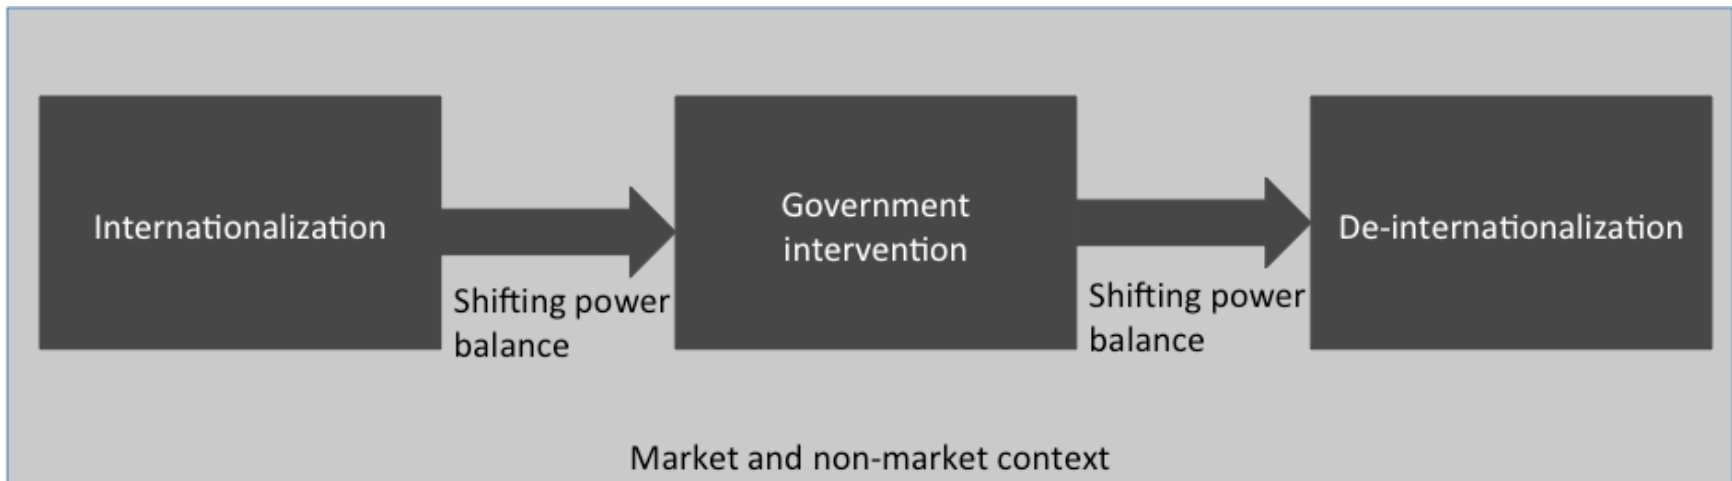 Internationalization
Shifting power
balance
Government
intervention
Shifting power
balance
De-internationalization
Market and non-market context